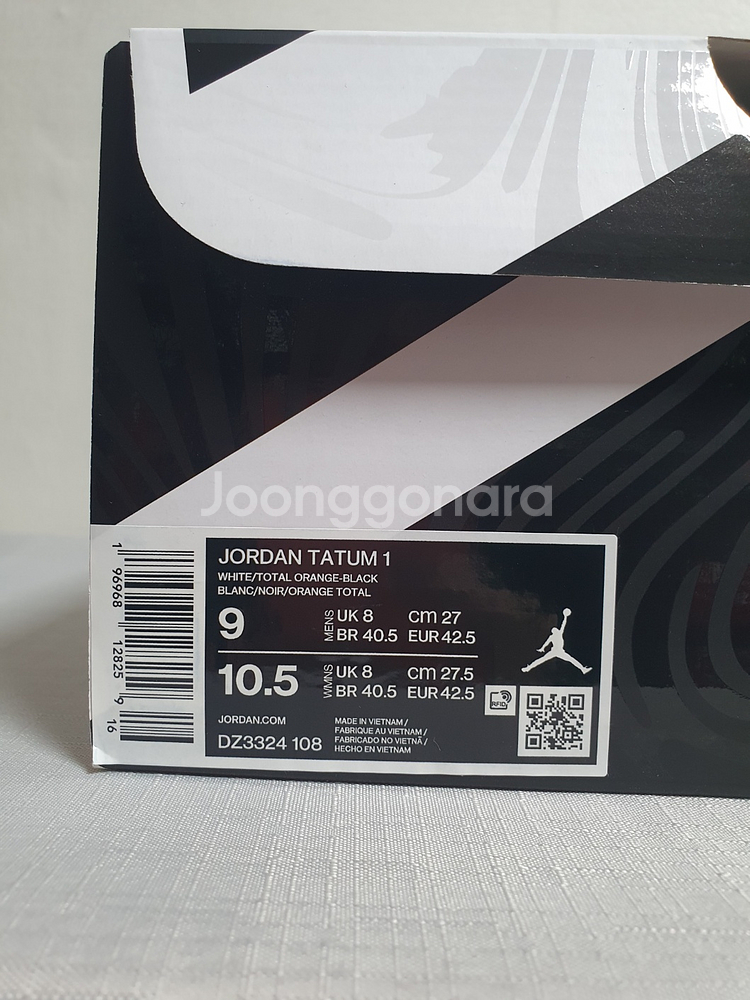 Joonggonara
JORDAN TATUM 1
WHITE/TOTAL ORANGE-BLACK
BLANC/NOIR/ORANGE TOTAL
9 MENS UK 8 CM 27
BR 40.5 EUR 42.5
10.5 WMNS UK 8 CM 27.5
BR 40.5 EUR 42.5
RFID
JORDAN.COM
DZ3324 108
MADE IN VIETNAM /
FABRIQUE AU VIETNAM /
FABRICADO NO VIETNÃ /
HECHO EN VIETNAM
1 96968 12825 9 16